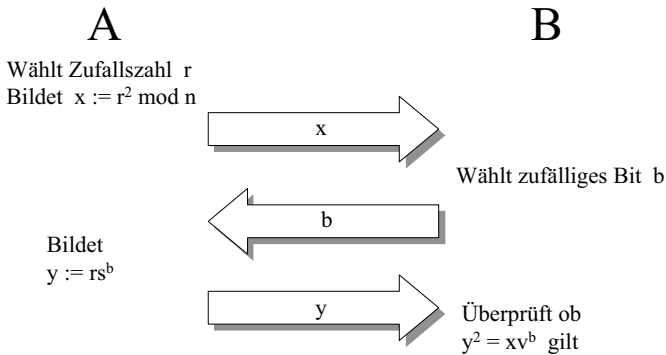 A
B
Wählt Zufallszahl r
Bildet x := r² mod n
x
Wählt zufälliges Bit b
b
Bildet
y := rsᵇ
y
Überprüft ob
y² = xvᵇ gilt